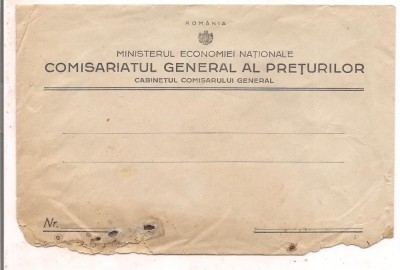 ROMÂNIA
MINISTERUL ECONOMIEI NAȚIONALE
COMISARIATUL GENERAL AL PREȚURILOR
CABINETUL COMISARULUI GENERAL
Nr.